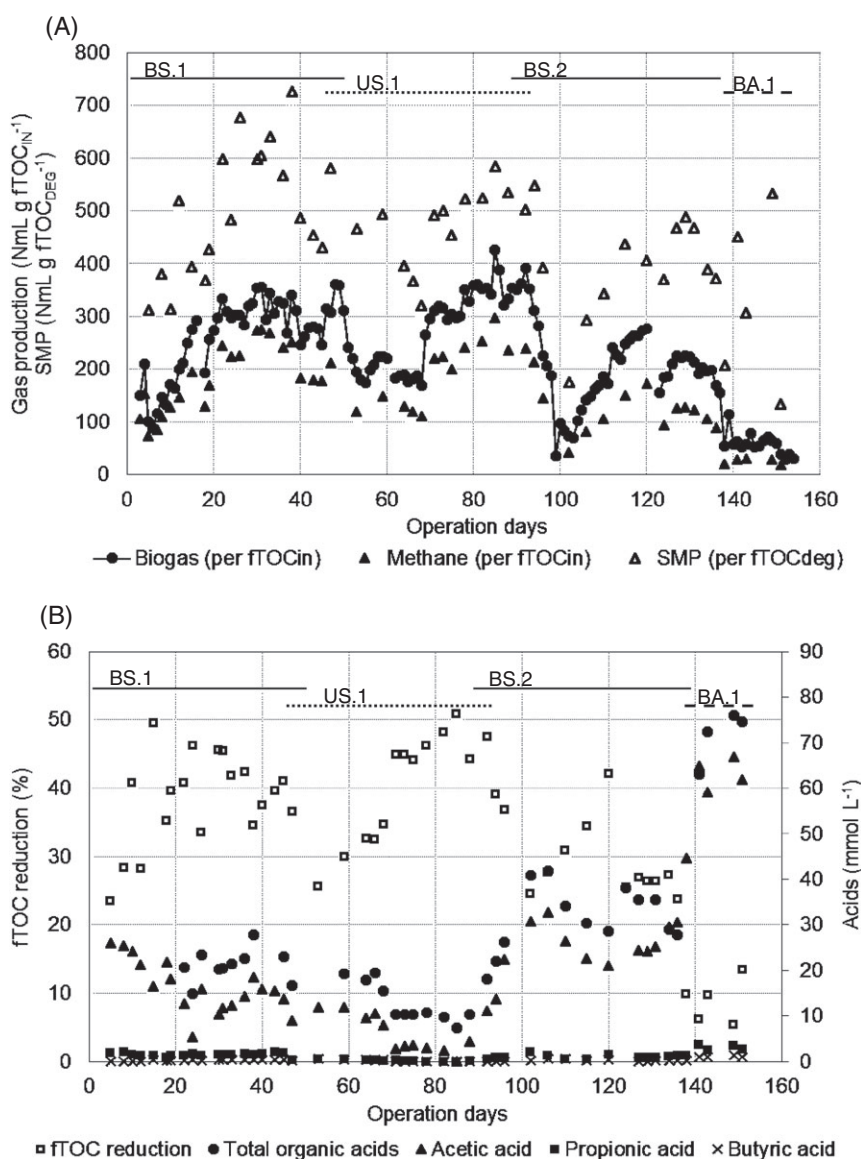 (A)
800
700
600
500
400
300
200
100
0
Gas production (NmL g fTOC_IN^-1)
SMP (NmL g fTOC_DEG^-1)
BS.1
US.1
BS.2
BA.1
0 20 40 60 80 100 120 140 160
Operation days
Biogas (per fTOCin) Methane (per fTOCin) SMP (per fTOCdeg)
(B)
60
50
40
30
20
10
0
fTOC reduction (%)
BS.1
US.1
BS.2
BA.1
90
80
70
60
50
40
30
20
10
0
Acids (mmol L^-1)
0 20 40 60 80 100 120 140 160
Operation days
fTOC reduction Total organic acids Acetic acid Propionic acid Butyric acid